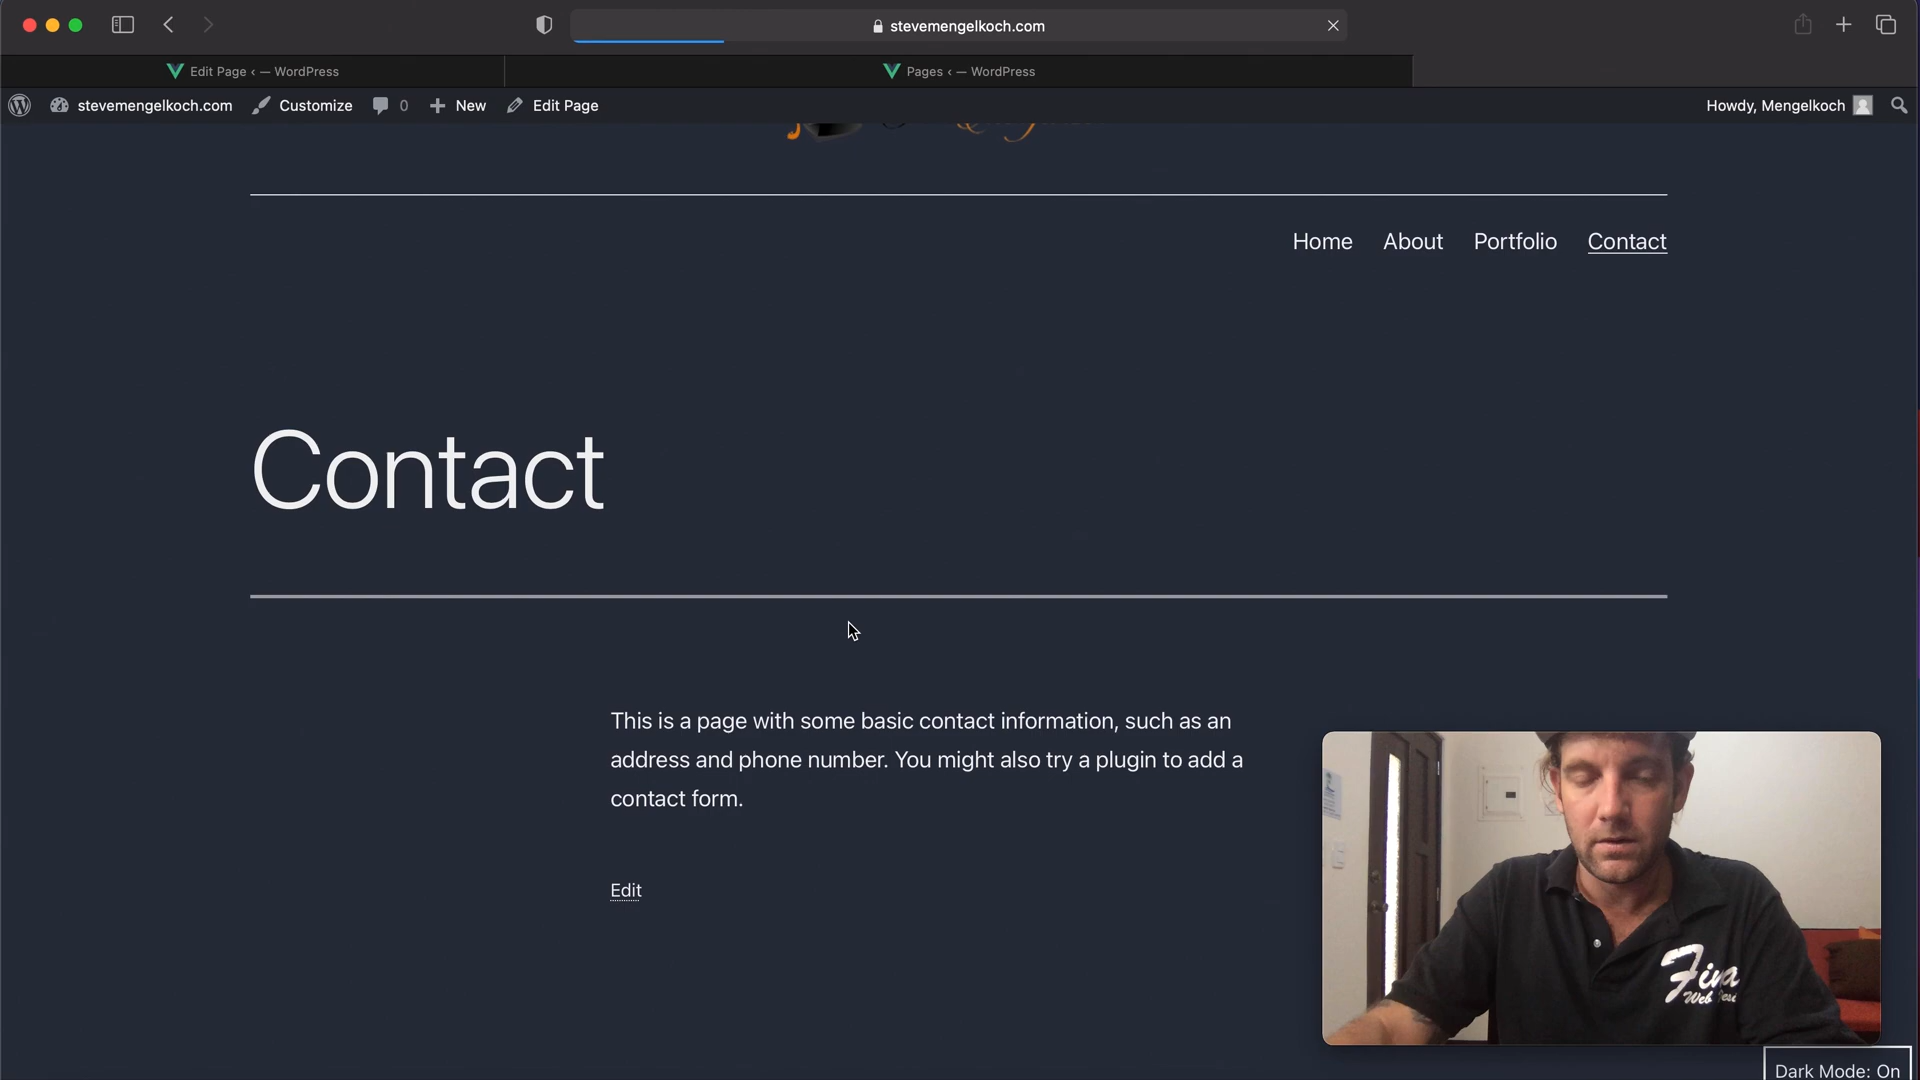 stevemengelkoch.com
Edit Page ‹ — WordPress
Pages ‹ — WordPress
stevemengelkoch.com Customize 0 New Edit Page Howdy, Mengelkoch
Home About Portfolio Contact
Contact
This is a page with some basic contact information, such as an
address and phone number. You might also try a plugin to add a
contact form.
Edit
Web
Dark Mode: On